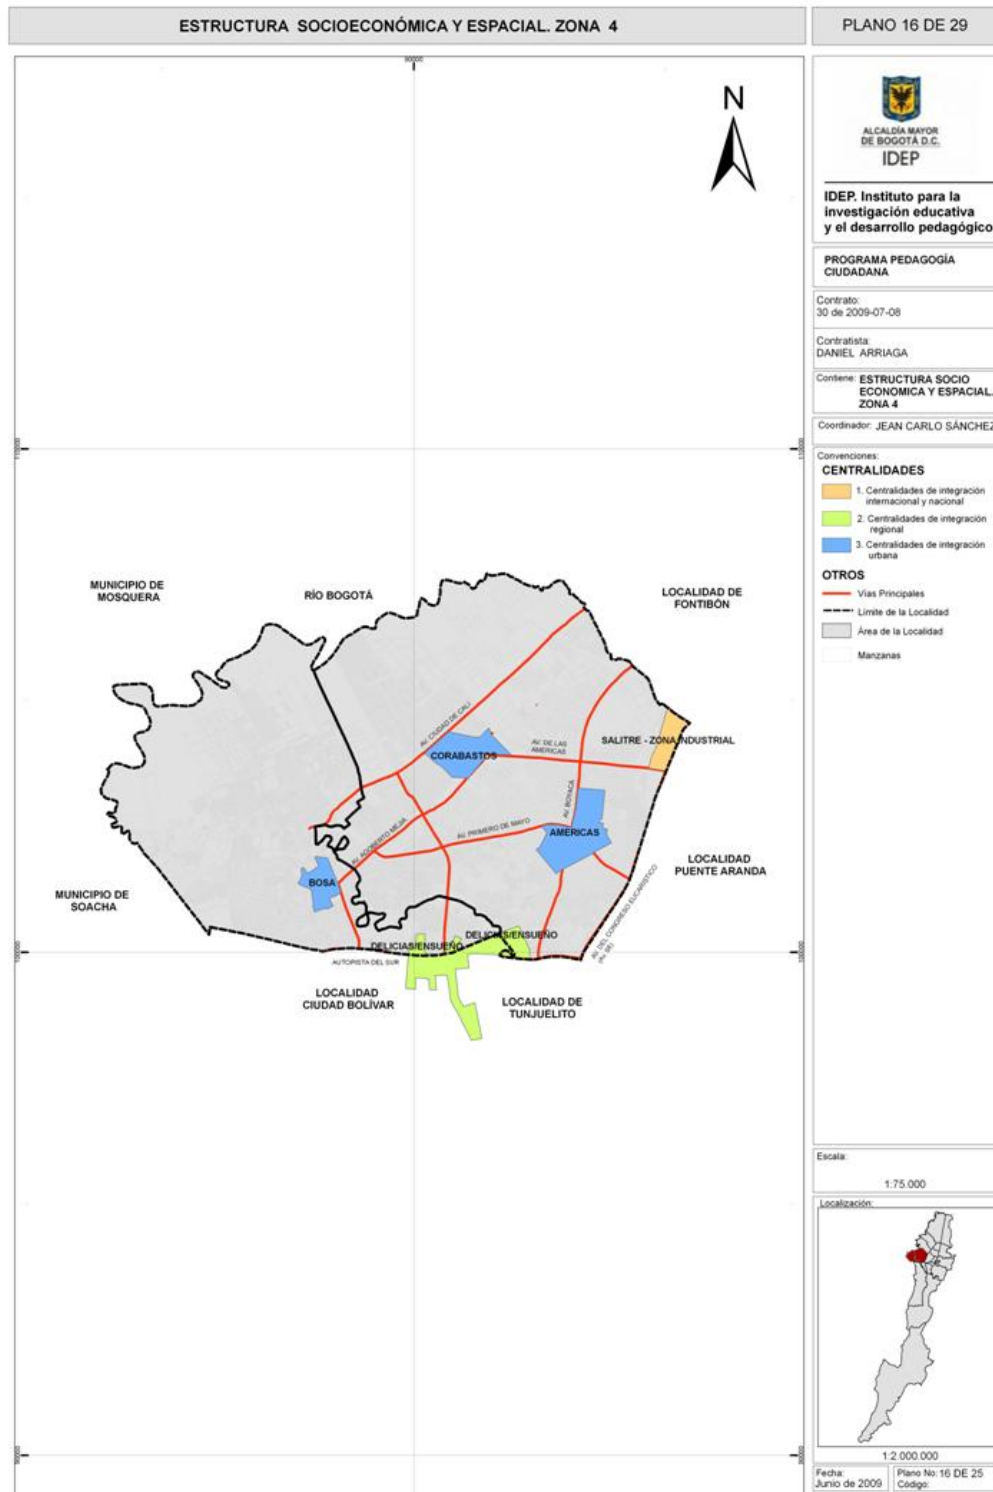 ESTRUCTURA SOCIOECONÓMICA Y ESPACIAL. ZONA 4
PLANO 16 DE 29
ALCALDÍA MAYOR
DE BOGOTÁ D.C.
IDEP
IDEP. Instituto para la
investigación educativa
y el desarrollo pedagógico
PROGRAMA PEDAGOGÍA
CIUDADANA
Contrato:
30 de 2009-07-08
Contratista:
DANIEL ARRIAGA
Contiene: ESTRUCTURA SOCIO
ECONOMICA Y ESPACIAL.
ZONA 4
Coordinador: JEAN CARLO SÁNCHEZ
Convenciones:
CENTRALIDADES
1. Centralidades de integración
internacional y nacional
2. Centralidades de integración
regional
3. Centralidades de integración
urbana
OTROS
Vías Principales
Límite de la Localidad
Área de la Localidad
Manzanas
N
MUNICIPIO DE
MOSQUERA
RÍO BOGOTÁ
LOCALIDAD DE
FONTIBÓN
AV. CIUDAD DE CALI
CORABASTOS
AV. DE LAS
AMERICAS
SALITRE - ZONA INDUSTRIAL
AV. BOYACÁ
AV. AGOBERTO MEJIA
AV. PRIMERO DE MAYO
AMERICAS
LOCALIDAD
PUENTE ARANDA
BOSA
MUNICIPIO DE
SOACHA
AV. DEL CONGRESO EUCARISTICO
DELICIAS/ENSUEÑO
DELICIAS/ENSUEÑO
AUTOPISTA DEL SUR
LOCALIDAD
CIUDAD BOLÍVAR
LOCALIDAD DE
TUNJUELITO
Escala:
1:75.000
Localización:
1:2.000.000
Fecha:
Junio de 2009
Plano No: 16 DE 25
Código: